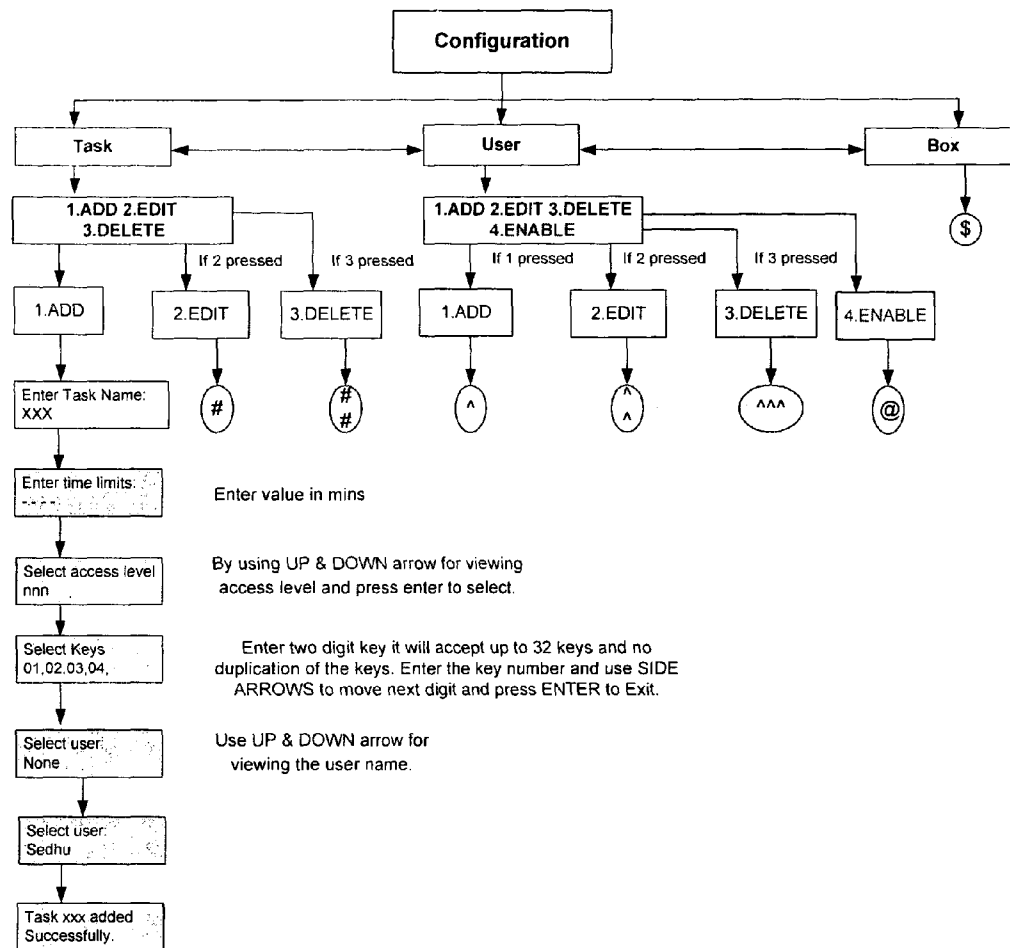 Configuration
Task
User
Box
1.ADD 2.EDIT
3.DELETE
1.ADD 2.EDIT 3.DELETE
4.ENABLE
$
If 2 pressed
If 3 pressed
If 1 pressed
If 2 pressed
If 3 pressed
1.ADD
2.EDIT
3.DELETE
1.ADD
2.EDIT
3.DELETE
4.ENABLE
Enter Task Name:
XXX
#
#
#
^
^
^
^^^
@
Enter time limits:
- - - -
Enter value in mins
Select access level
nnn
By using UP & DOWN arrow for viewing
access level and press enter to select.
Select Keys
01,02.03,04,
Enter two digit key it will accept up to 32 keys and no
duplication of the keys. Enter the key number and use SIDE
ARROWS to move next digit and press ENTER to Exit.
Select user:
None
Use UP & DOWN arrow for
viewing the user name.
Select user:
Sedhu
Task xxx added
Successfully.